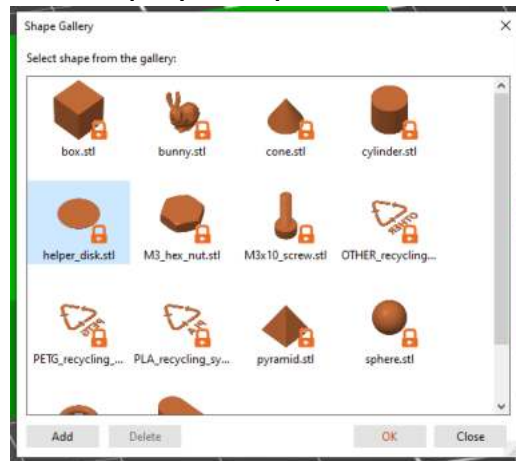 Shape Gallery
Select shape from the gallery:
box.stl
bunny.stl
cone.stl
cylinder.stl
helper_disk.stl
M3_hex_nut.stl
M3x10_screw.stl
OTHER_recycling...
PETG_recycling_...
PLA_recycling_sy...
pyramid.stl
sphere.stl
Add
Delete
OK
Close